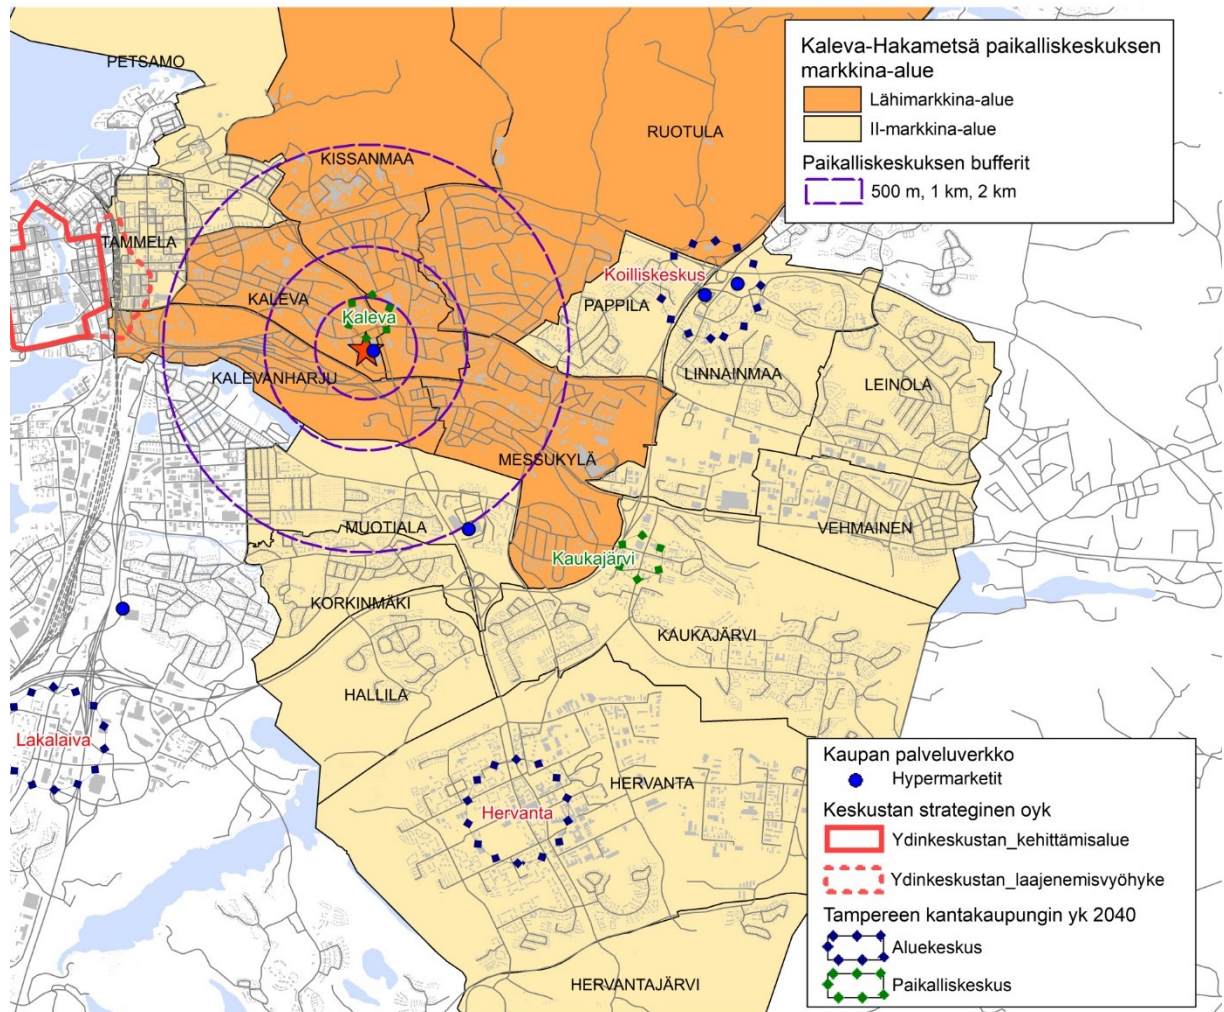 PETSAMO
Kaleva-Hakametsä paikalliskeskuksen
markkina-alue
Lähimarkkina-alue
II-markkina-alue
Paikalliskeskuksen bufferit
500 m, 1 km, 2 km
RUOTULA
KISSANMAA
TAMMELA
Koilliskeskus
KALEVA
PAPPILA
Kaleva
KALEVANHARJU
LINNAINMAA
LEINOLA
MESSUKYLÄ
MUOTIALA
VEHMAINEN
Kaukajärvi
KORKINMÄKI
KAUKAJÄRVI
HALLILA
Lakalaiva
HERVANTA
Hervanta
HERVANTAJÄRVI
Kaupan palveluverkko
Hypermarketit
Keskustan strateginen oyk
Ydinkeskustan_kehittämisalue
Ydinkeskustan_laajenemisvyöhyke
Tampereen kantakaupungin yk 2040
Aluekeskus
Paikalliskeskus